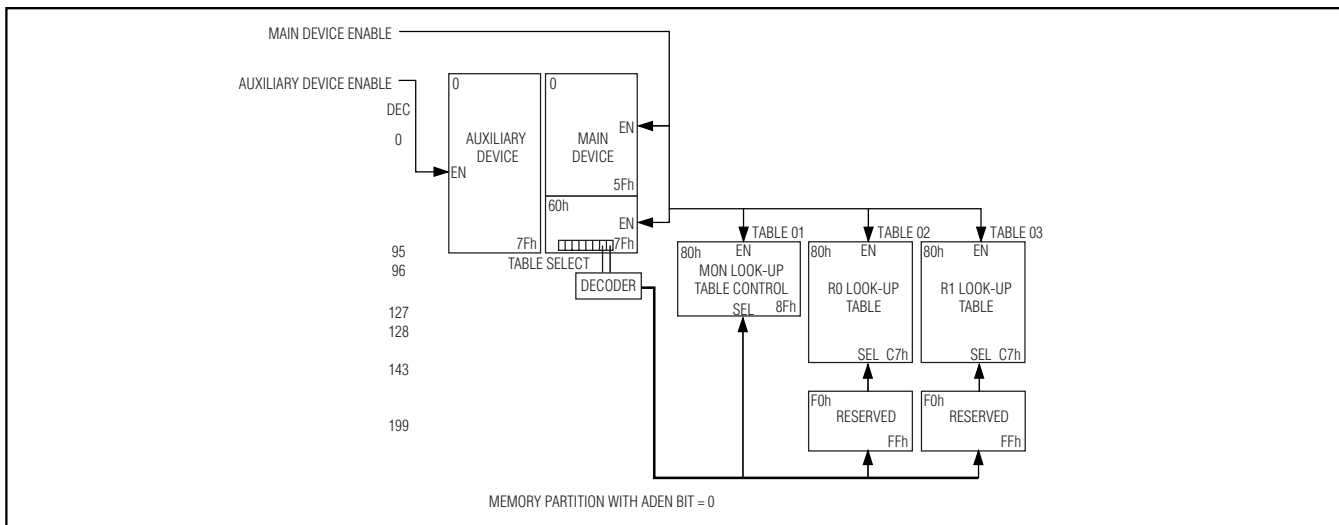 MAIN DEVICE ENABLE
AUXILIARY DEVICE ENABLE
DEC
0
95
96
127
128
143
199
0
AUXILIARY
DEVICE
EN
7Fh
0
EN
MAIN
DEVICE
5Fh
60h
EN
7Fh
TABLE SELECT
DECODER
TABLE 01
80h
EN
MON LOOK-UP
TABLE CONTROL
SEL
8Fh
TABLE 02
80h
EN
R0 LOOK-UP
TABLE
SEL C7h
F0h
RESERVED
FFh
TABLE 03
80h
EN
R1 LOOK-UP
TABLE
SEL C7h
F0h
RESERVED
FFh
MEMORY PARTITION WITH ADEN BIT = 0